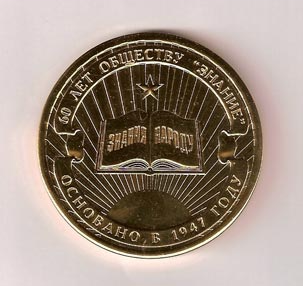 60 ЛЕТ ОБЩЕСТВУ "ЗНАНИЕ"
ЗНАНИЯ НАРОДУ
ОСНОВАНО В 1947 ГОДУ